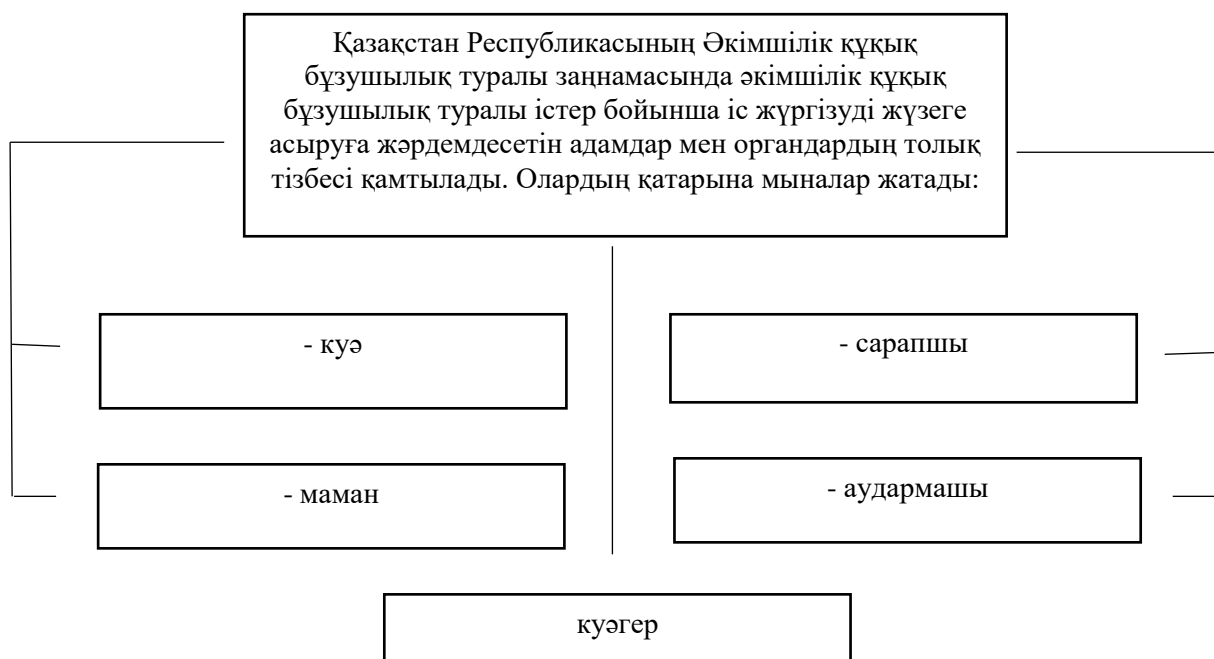 Қазақстан Республикасының Әкімшілік құқық
бұзушылық туралы заңнамасында әкімшілік құқық
бұзушылық туралы істер бойынша іс жүргізуді жүзеге
асыруға жәрдемдесетін адамдар мен органдардың толық
тізбесі қамтылады. Олардың қатарына мыналар жатады:
- куә
- сарапшы
- маман
- аудармашы
куәгер